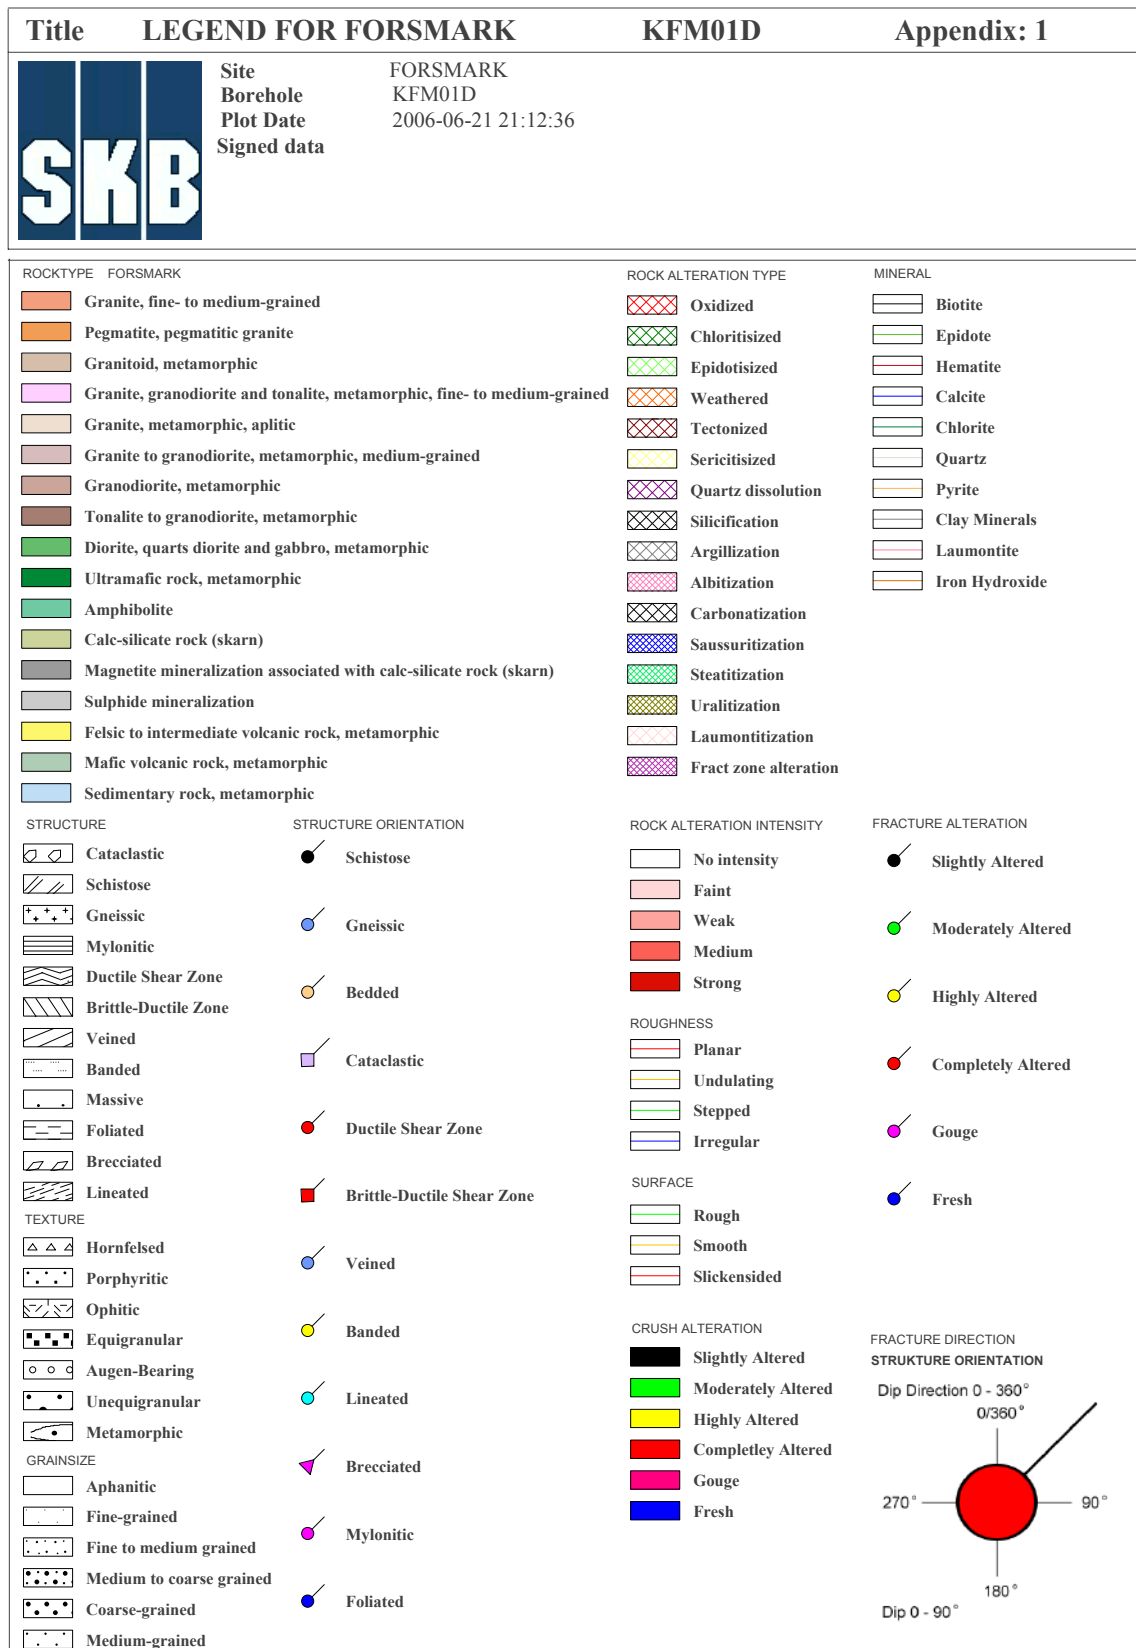 Title LEGEND FOR FORSMARK KFM01D Appendix: 1
SKB
Site FORSMARK
Borehole KFM01D
Plot Date 2006-06-21 21:12:36
Signed data
ROCKTYPE FORSMARK
Granite, fine- to medium-grained
Pegmatite, pegmatitic granite
Granitoid, metamorphic
Granite, granodiorite and tonalite, metamorphic, fine- to medium-grained
Granite, metamorphic, aplitic
Granite to granodiorite, metamorphic, medium-grained
Granodiorite, metamorphic
Tonalite to granodiorite, metamorphic
Diorite, quarts diorite and gabbro, metamorphic
Ultramafic rock, metamorphic
Amphibolite
Calc-silicate rock (skarn)
Magnetite mineralization associated with calc-silicate rock (skarn)
Sulphide mineralization
Felsic to intermediate volcanic rock, metamorphic
Mafic volcanic rock, metamorphic
Sedimentary rock, metamorphic
ROCK ALTERATION TYPE
Oxidized
Chloritisized
Epidotisized
Weathered
Tectonized
Sericitisized
Quartz dissolution
Silicification
Argillization
Albitization
Carbonatization
Saussuritization
Steatitization
Uralitization
Laumontitization
Fract zone alteration
MINERAL
Biotite
Epidote
Hematite
Calcite
Chlorite
Quartz
Pyrite
Clay Minerals
Laumontite
Iron Hydroxide
STRUCTURE
Cataclastic
Schistose
Gneissic
Mylonitic
Ductile Shear Zone
Brittle-Ductile Zone
Veined
Banded
Massive
Foliated
Brecciated
Lineated
TEXTURE
Hornfelsed
Porphyritic
Ophitic
Equigranular
Augen-Bearing
Unequigranular
Metamorphic
GRAINSIZE
Aphanitic
Fine-grained
Fine to medium grained
Medium to coarse grained
Coarse-grained
Medium-grained
STRUCTURE ORIENTATION
Schistose
Gneissic
Bedded
Cataclastic
Ductile Shear Zone
Brittle-Ductile Shear Zone
Veined
Banded
Lineated
Brecciated
Mylonitic
Foliated
ROCK ALTERATION INTENSITY
No intensity
Faint
Weak
Medium
Strong
ROUGHNESS
Planar
Undulating
Stepped
Irregular
SURFACE
Rough
Smooth
Slickensided
CRUSH ALTERATION
Slightly Altered
Moderately Altered
Highly Altered
Completley Altered
Gouge
Fresh
FRACTURE ALTERATION
Slightly Altered
Moderately Altered
Highly Altered
Completely Altered
Gouge
Fresh
FRACTURE DIRECTION
STRUKTURE ORIENTATION
Dip Direction 0 - 360°
0/360°
270° 90°
180°
Dip 0 - 90°